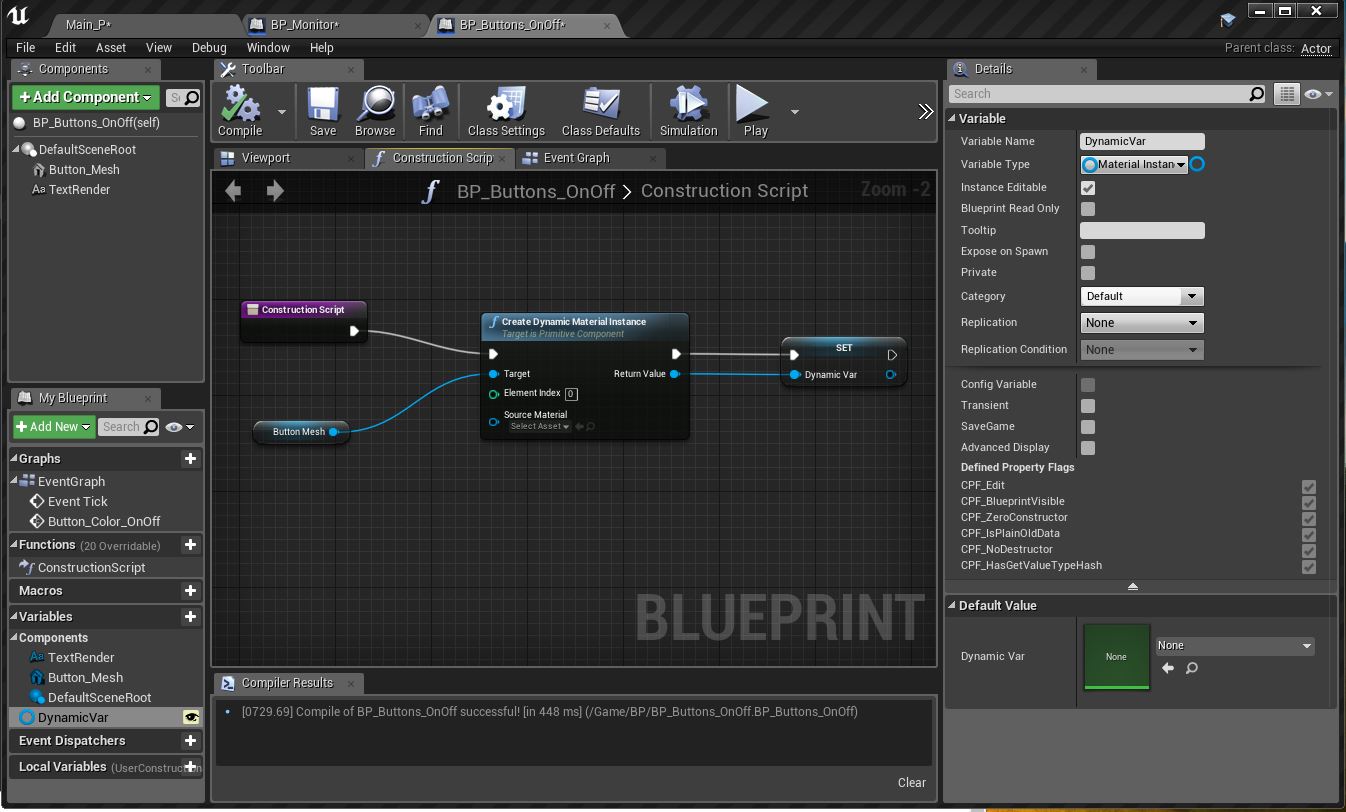 Main_P*
BP_Monitor*
BP_Buttons_OnOff*
File Edit Asset View Debug Window Help
Parent class: Actor
Components
+Add Component
BP_Buttons_OnOff(self)
DefaultSceneRoot
Button_Mesh
TextRender
Toolbar
Compile
Save
Browse
Find
Class Settings
Class Defaults
Simulation
Play
Viewport
Construction Scrip
Event Graph
BP_Buttons_OnOff > Construction Script
Zoom -2
Construction Script
Create Dynamic Material Instance
Target is Primitive Component
Target
Return Value
Element Index 0
Source Material
Select Asset
SET
Dynamic Var
Button Mesh
BLUEPRINT
My Blueprint
+Add New
Search
Graphs
EventGraph
Event Tick
Button_Color_OnOff
Functions (20 Overridable)
ConstructionScript
Macros
Variables
Components
TextRender
Button_Mesh
DefaultSceneRoot
DynamicVar
Event Dispatchers
Local Variables (UserConstruction
Compiler Results
[0729.69] Compile of BP_Buttons_OnOff successful! [in 448 ms] (/Game/BP/BP_Buttons_OnOff.BP_Buttons_OnOff)
Clear
Details
Search
Variable
Variable Name DynamicVar
Variable Type Material Instan
Instance Editable
Blueprint Read Only
Tooltip
Expose on Spawn
Private
Category Default
Replication None
Replication Condition None
Config Variable
Transient
SaveGame
Advanced Display
Defined Property Flags
CPF_Edit
CPF_BlueprintVisible
CPF_ZeroConstructor
CPF_IsPlainOldData
CPF_NoDestructor
CPF_HasGetValueTypeHash
Default Value
Dynamic Var
None
None